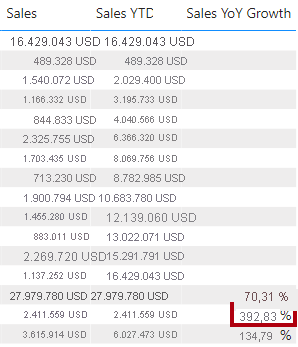 Sales Sales YTD Sales YoY Growth
16.429.043 USD 16.429.043 USD
489.328 USD 489.328 USD
1.540.072 USD 2.029.400 USD
1.166.332 USD 3.195.733 USD
844.833 USD 4.040.566 USD
2.325.755 USD 6.366.320 USD
1.703.435 USD 8.069.756 USD
713.230 USD 8.782.985 USD
1.900.794 USD 10.683.780 USD
1.455.280 USD 12.139.060 USD
883.011 USD 13.022.071 USD
2.269.720 USD 15.291.791 USD
1.137.252 USD 16.429.043 USD
27.979.780 USD 27.979.780 USD 70,31 %
2.411.559 USD 2.411.559 USD 392,83 %
3.615.914 USD 6.027.473 USD 134,79 %